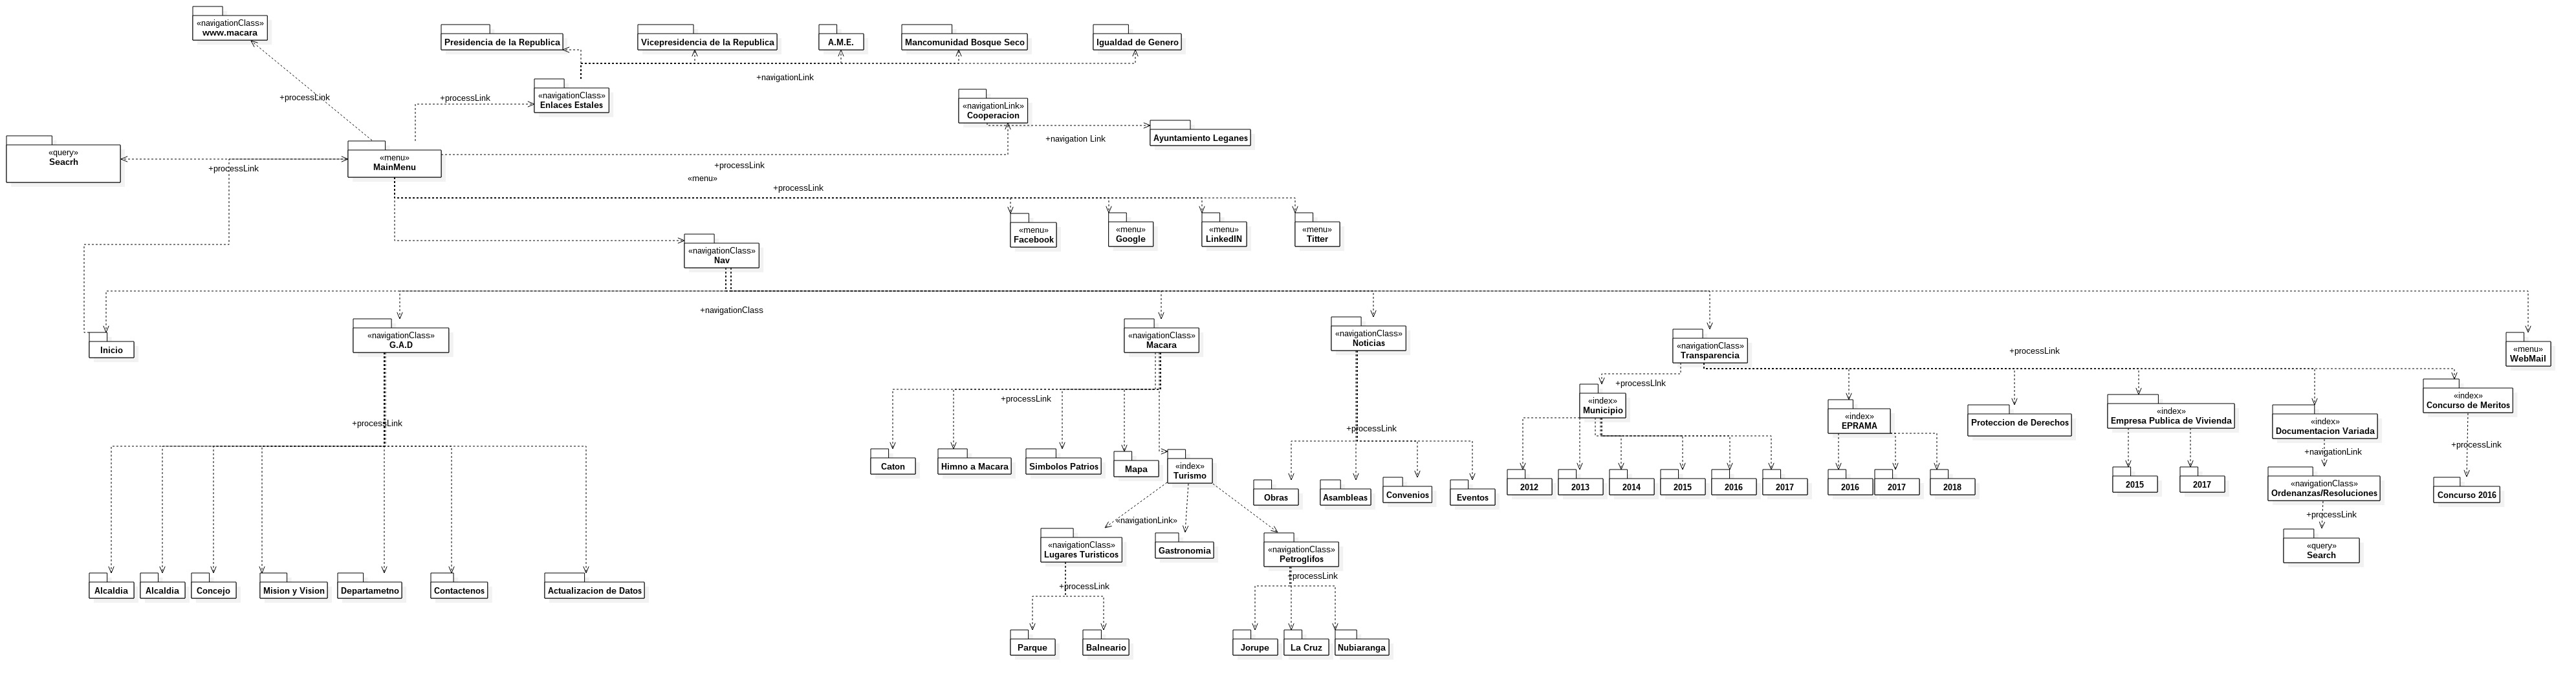 «navigationClass»
www.macara
Presidencia de la Republica
Vicepresidencia de la Republica
A.M.E.
Mancomunidad Bosque Seco
Igualdad de Genero
+navigationLink
+processLink
+processLink
«navigationClass»
Enlaces Estales
«navigationLink»
Cooperacion
+navigation Link
Ayuntamiento Leganes
«query»
Seacrh
+processLink
«menu»
MainMenu
+processLink
«menu»
+processLink
«menu»
Facebook
«menu»
Google
«menu»
LinkedIN
«menu»
Titter
«navigationClass»
Nav
+navigationClass
Inicio
«navigationClass»
G.A.D
«navigationClass»
Macara
«navigationClass»
Noticias
«navigationClass»
Transparencia
+processLink
«menu»
WebMail
+processLInk
+processLink
+processLink
+processLink
«index»
Municipio
«index»
EPRAMA
Proteccion de Derechos
«index»
Empresa Publica de Vivienda
«index»
Documentacion Variada
«index»
Concurso de Meritos
+navigationLink
+processLink
Caton
Himno a Macara
Simbolos Patrios
Mapa
«index»
Turismo
Obras
Asambleas
Convenios
Eventos
2012
2013
2014
2015
2016
2017
2016
2017
2018
2015
2017
«navigationClass»
Ordenanzas/Resoluciones
Concurso 2016
+processLink
«query»
Search
«navigationLink»
«navigationClass»
Lugares Turisticos
Gastronomia
«navigationClass»
Petroglifos
+processLink
+processLink
Alcaldia
Alcaldia
Concejo
Mision y Vision
Departametno
Contactenos
Actualizacion de Datos
Parque
Balneario
Jorupe
La Cruz
Nubiaranga